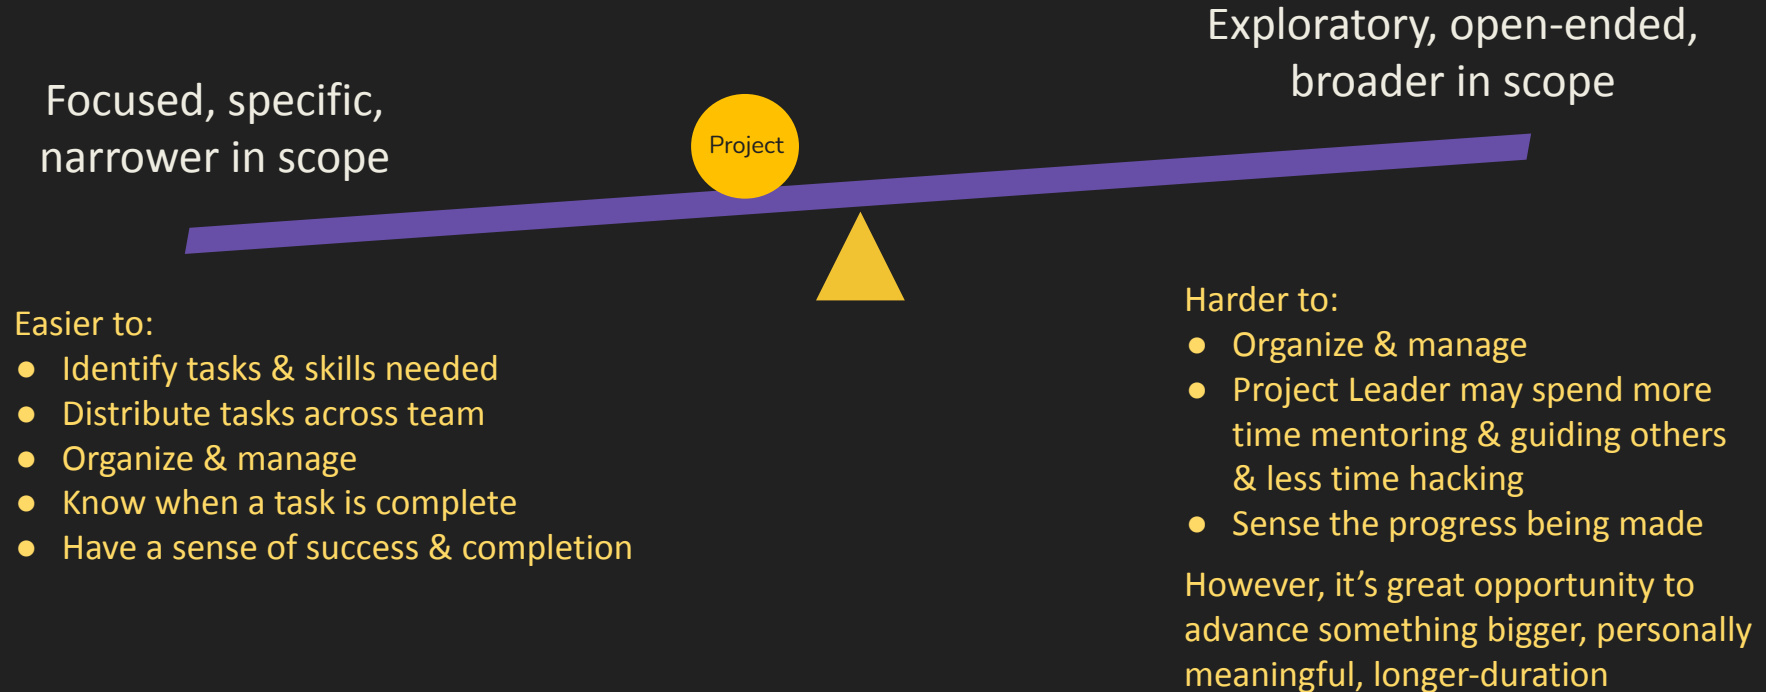 Focused, specific,
narrower in scope
Project
Exploratory, open-ended,
broader in scope
Easier to:
● Identify tasks & skills needed
● Distribute tasks across team
● Organize & manage
● Know when a task is complete
● Have a sense of success & completion
Harder to:
● Organize & manage
● Project Leader may spend more
time mentoring & guiding others
& less time hacking
● Sense the progress being made
However, it’s great opportunity to
advance something bigger, personally
meaningful, longer-duration